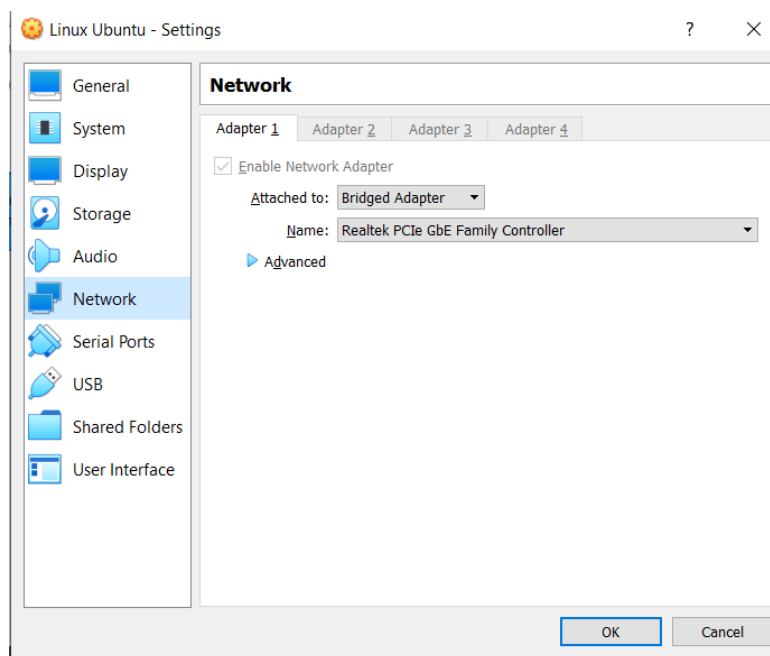 Linux Ubuntu - Settings ?
General
System
Display
Storage
Audio
Network
Serial Ports
USB
Shared Folders
User Interface
Network
Adapter 1 Adapter 2 Adapter 3 Adapter 4
Enable Network Adapter
Attached to: Bridged Adapter
Name: Realtek PCIe GbE Family Controller
Advanced
OK Cancel